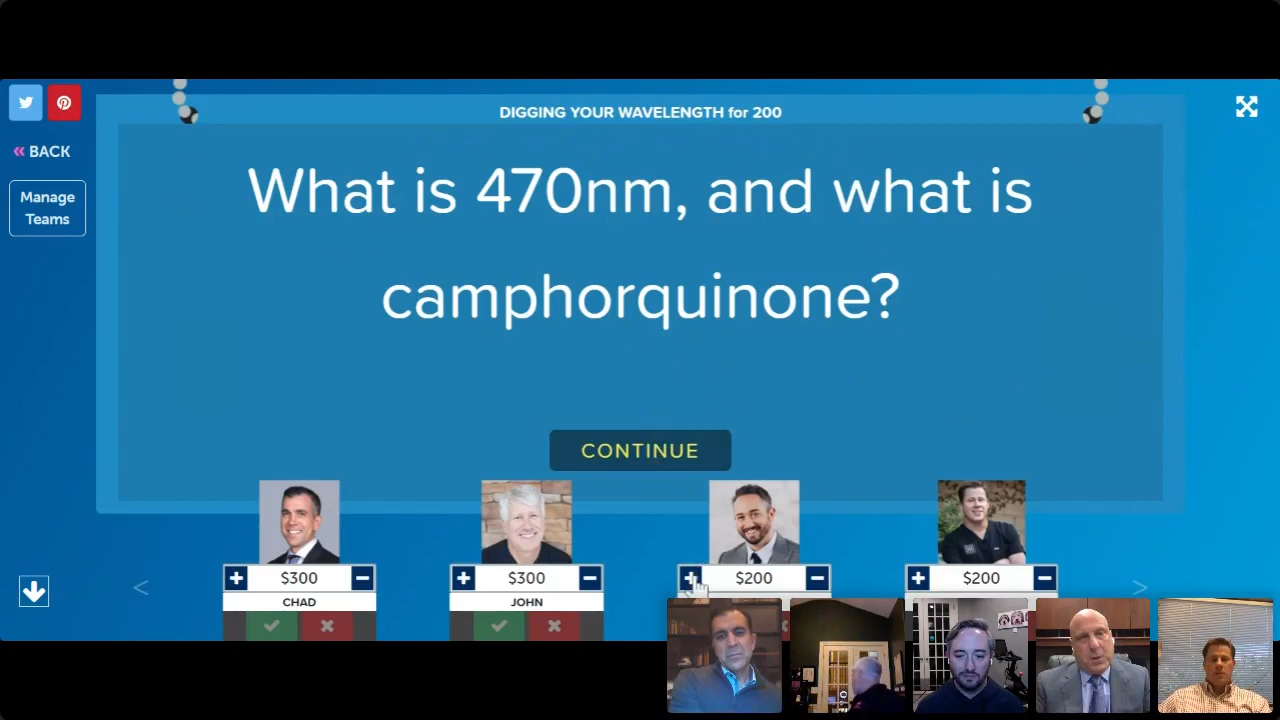 DIGGING YOUR WAVELENGTH for 200
« BACK
Manage
Teams
What is 470nm, and what is
camphorquinone?
CONTINUE
+ $300 −
+ $300 −
+ $200 −
+ $200 −
CHAD
JOHN